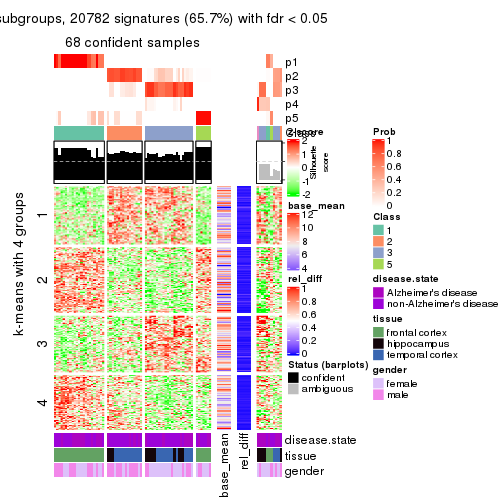 subgroups, 20782 signatures (65.7%) with fdr < 0.05
68 confident samples
p1
p2
p3
p4
p5
Silhouette
score
1
2
3
4
k-means with 4 groups
disease.state
tissue
gender
base_mean
rel_diff
Z-score
2
1
0
-1
-2
base_mean
12
10
8
6
4
rel_diff
1
0.8
0.6
0.4
0.2
0
Status (barplots)
confident
ambiguous
Prob
1
0.8
0.6
0.4
0.2
0
Class
1
2
3
5
disease.state
Alzheimer's disease
non-Alzheimer's disease
tissue
frontal cortex
hippocampus
temporal cortex
gender
female
male